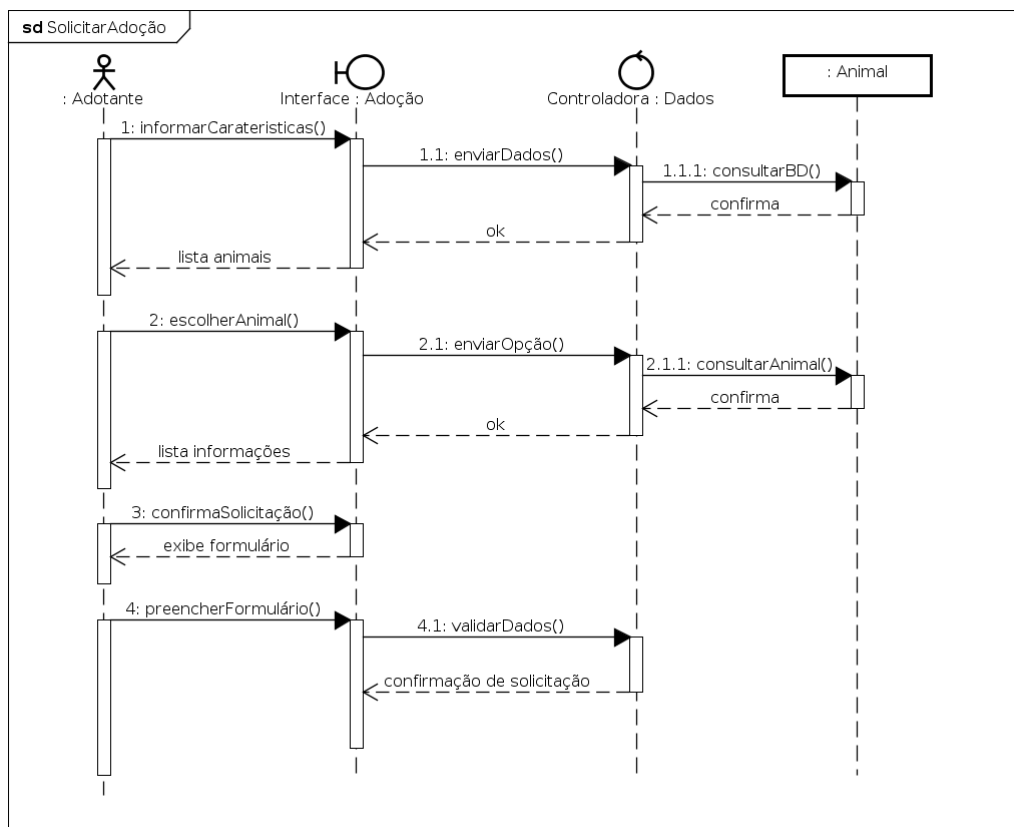 sd SolicitarAdoção
: Adotante
Interface : Adoção
Controladora : Dados
: Animal
1: informarCarateristicas()
1.1: enviarDados()
1.1.1: consultarBD()
confirma
ok
lista animais
2: escolherAnimal()
2.1: enviarOpção()
2.1.1: consultarAnimal()
confirma
ok
lista informações
3: confirmaSolicitação()
exibe formulário
4: preencherFormulário()
4.1: validarDados()
confirmação de solicitação